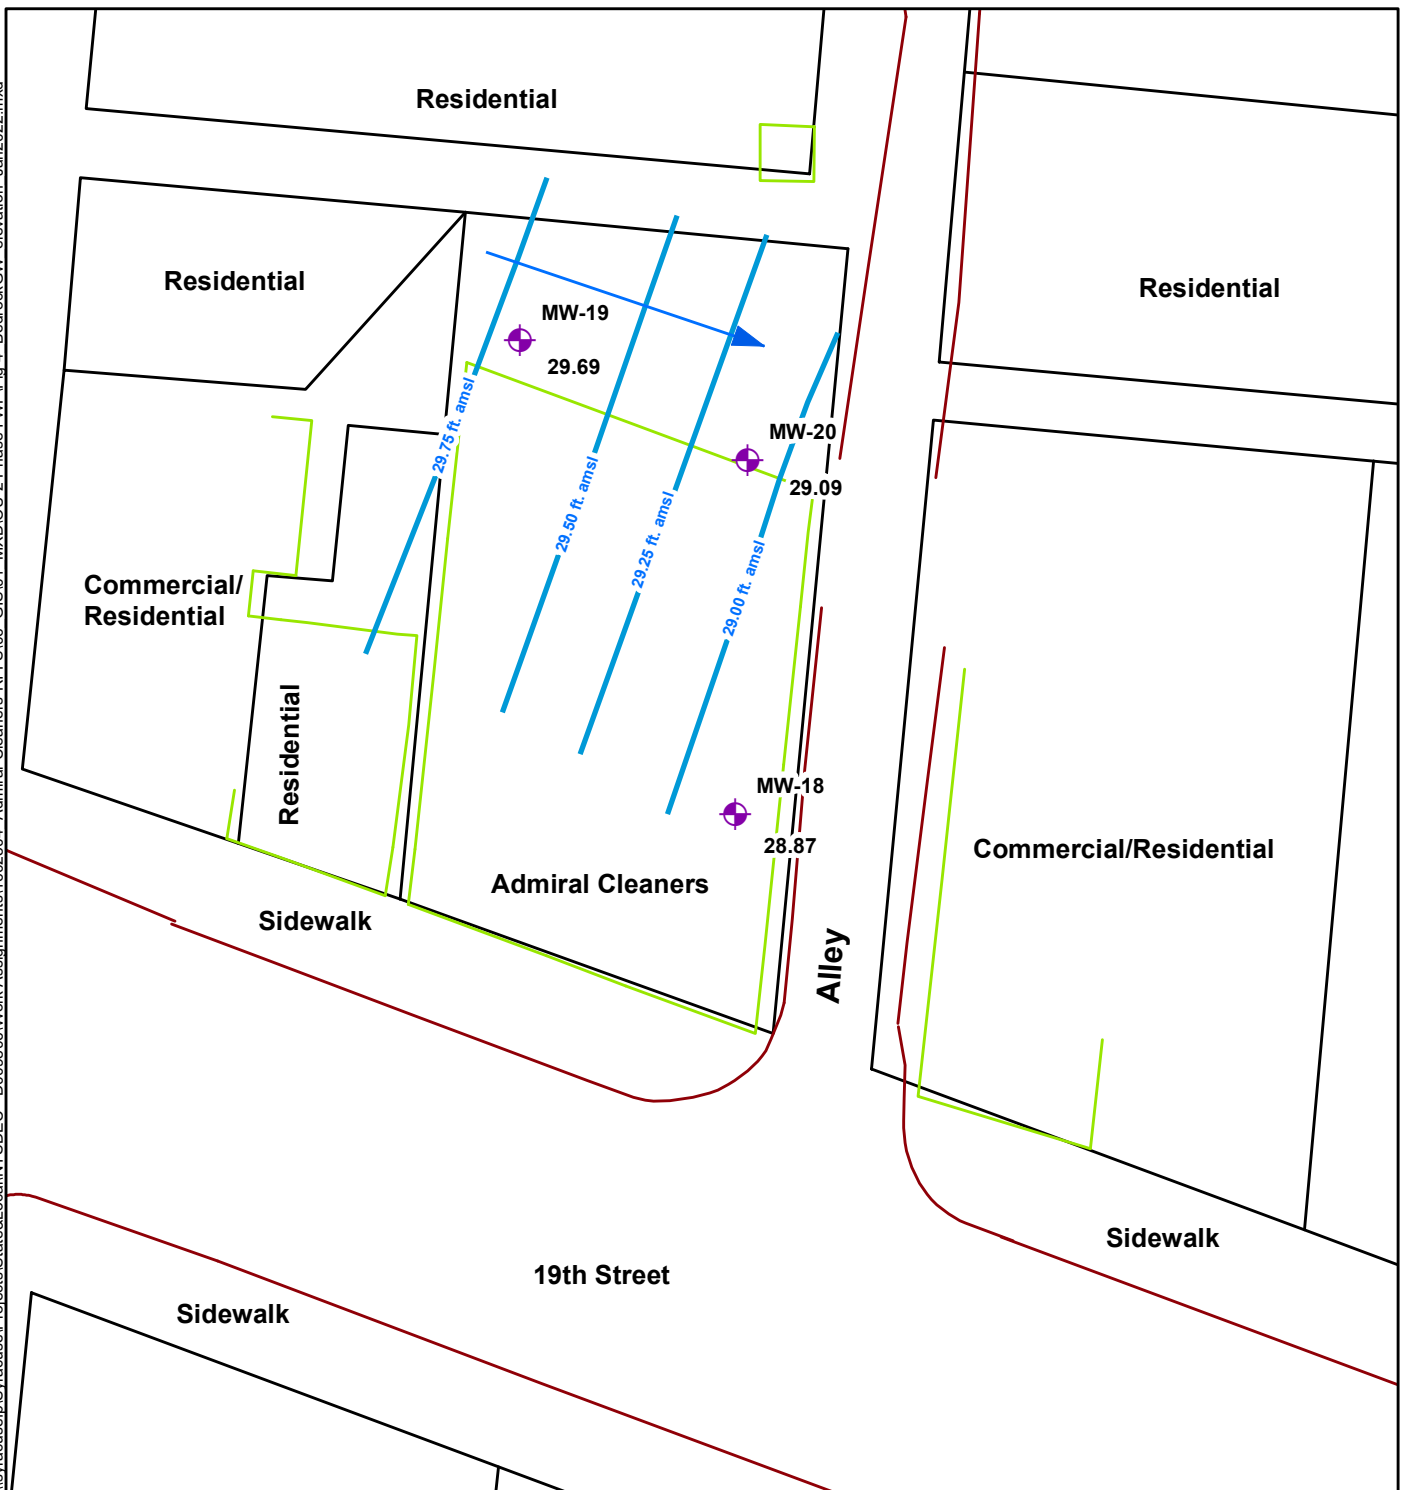 Residential
Residential
Residential
MW-19
29.69
29.75 ft. amsl
MW-20
29.09
29.50 ft. amsl
29.25 ft. amsl
29.00 ft. amsl
Commercial/
Residential
Residential
MW-18
28.87
Commercial/Residential
Admiral Cleaners
Sidewalk
Alley
Sidewalk
19th Street
Sidewalk